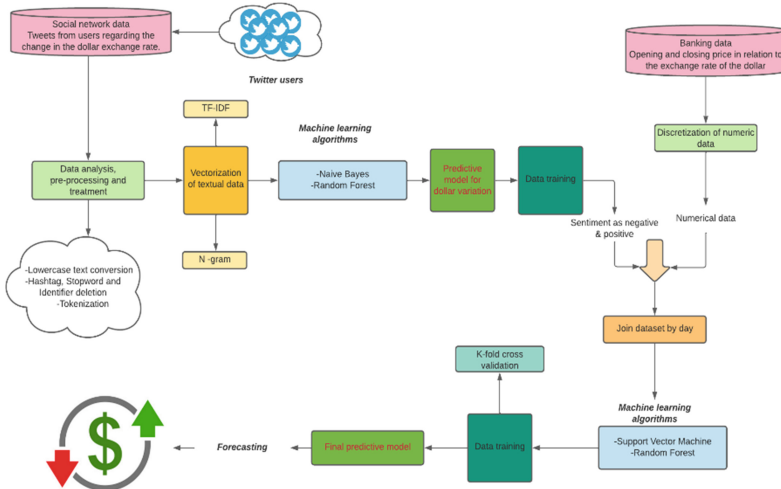 Social network data
Tweets from users regarding the
change in the dollar exchange rate.
Twitter users
Banking data
Opening and closing price in relation to
the exchange rate of the dollar
TF-IDF
Machine learning
algorithms
Discretization of numeric
data
Data analysis,
pre-processing and
treatment
Vectorization
of textual data
-Naive Bayes
-Random Forest
Predictive
model for
dollar variation
Data training
Sentiment as negative
& positive
Numerical data
N -gram
-Lowercase text conversion
-Hashtag, Stopword and
Identifier deletion
-Tokenization
Join dataset by day
K-fold cross
validation
Machine learning
algorithms
-Support Vector Machine
-Random Forest
Data training
Final predictive model
Forecasting
$